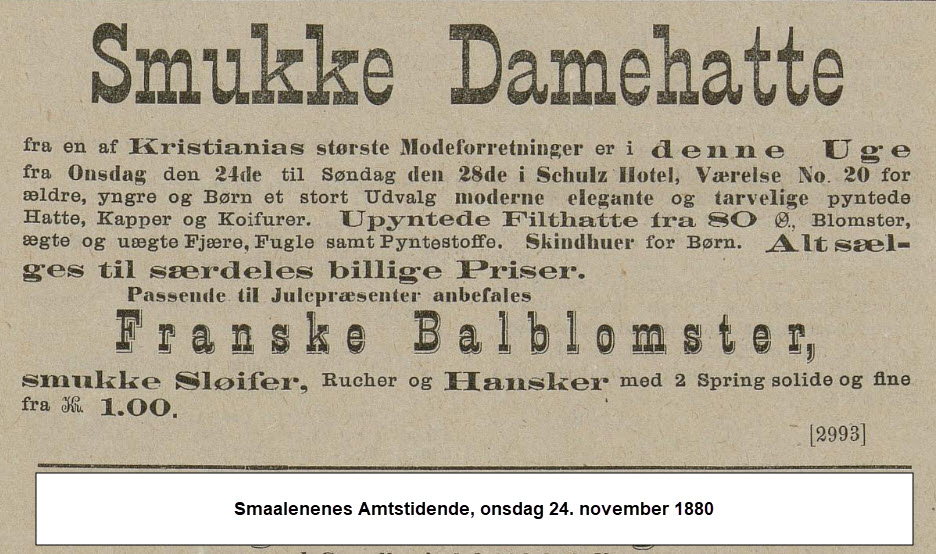 Smukke Damehatte
fra en af Kristianias største Modeforretninger er i denne Uge
fra Onsdag den 24de til Søndag den 28de i Schulz Hotel, Værelse No. 20 for
ældre, yngre og Børn et stort Udvalg moderne elegante og tarvelige pyntede
Hatte, Kapper og Koifurer. Upyntede Filthatte fra 80 Ø., Blomster,
ægte og uægte Fjære, Fugle samt Pyntestoffe. Skindhuer for Børn. Alt sæl-
ges til særdeles billige Priser.
Passende til Julepræsenter anbefales
Franske Balblomster,
smukke Sløifer, Rucher og Hansker med 2 Spring solide og fine
fra Kr. 1.00.
[2993]
Smaalenenes Amtstidende, onsdag 24. november 1880